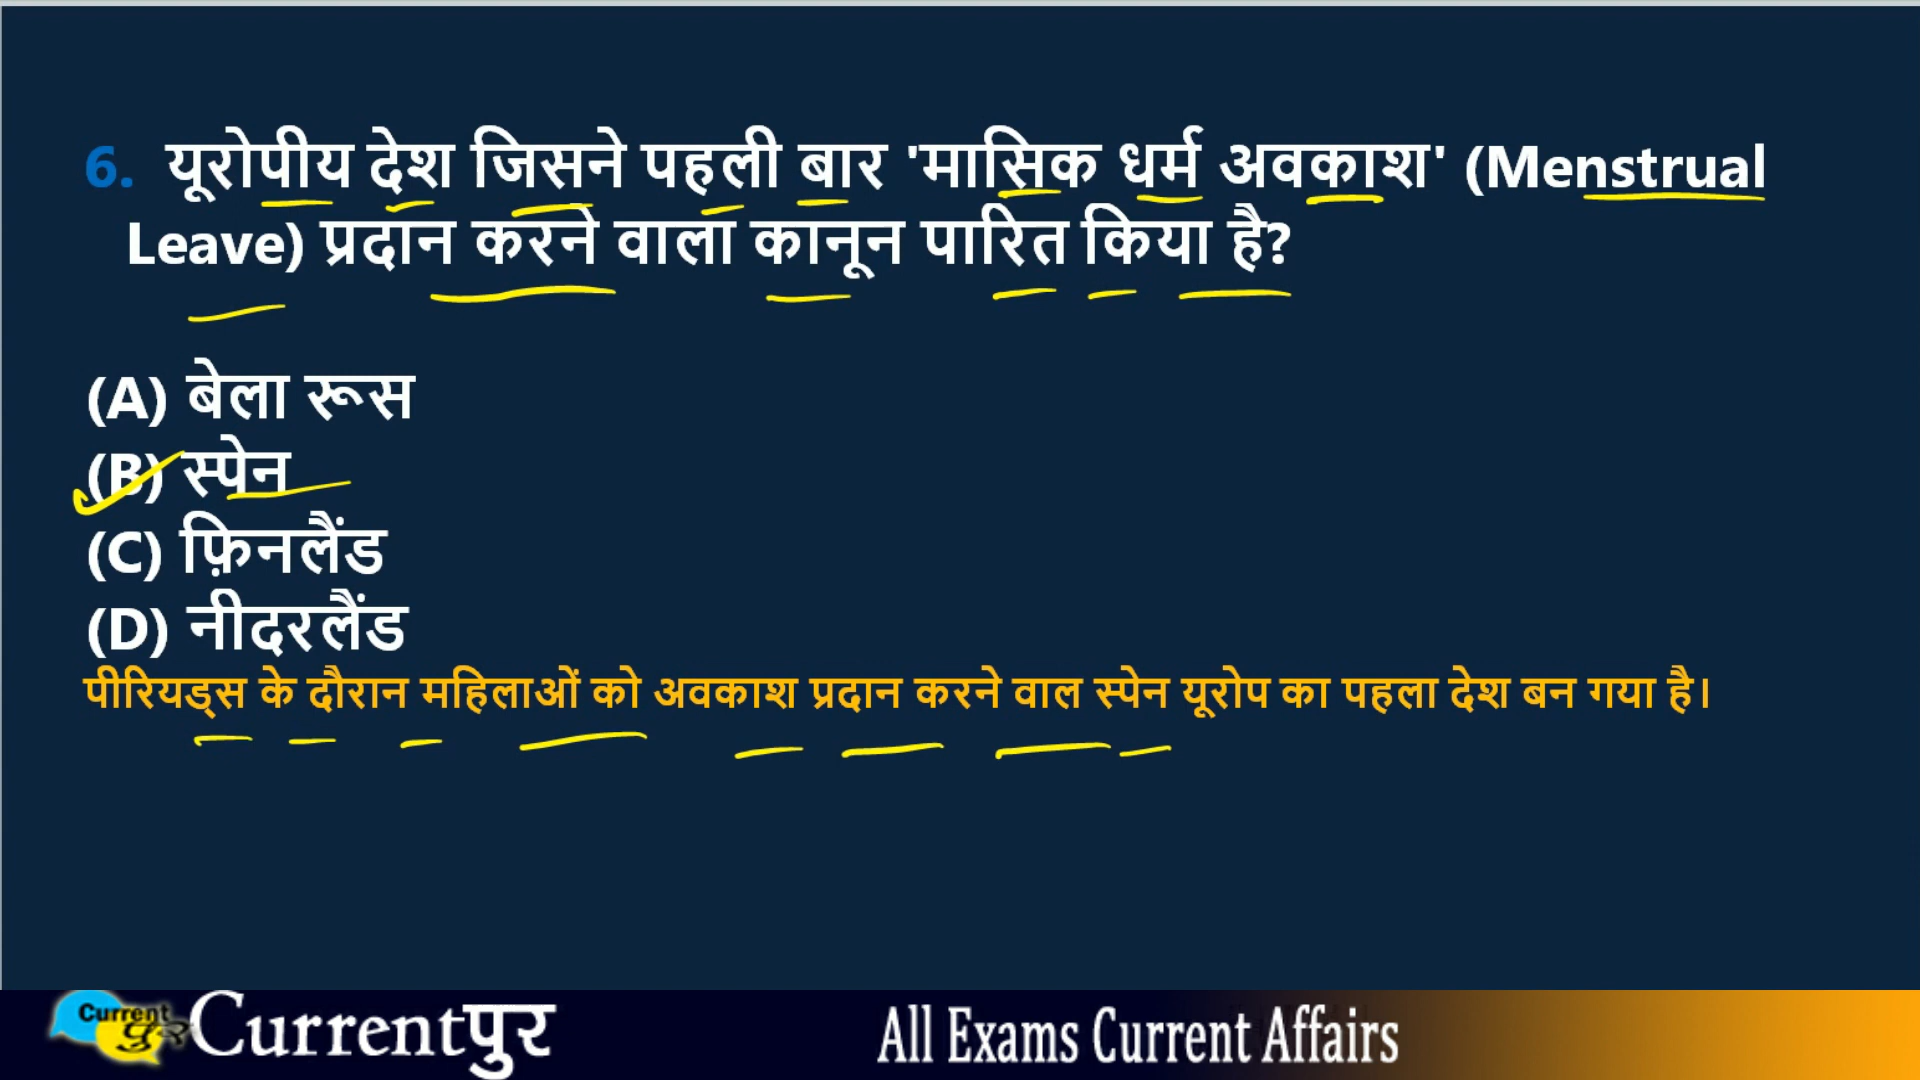 6. यूरोपीय देश जिसने पहली बार 'मासिक धर्म अवकाश' (Menstrual
Leave) प्रदान करने वाला कानून पारित किया है?
(A) बेला रूस
(B) स्पेन
(C) फ़िनलैंड
(D) नीदरलैंड
पीरियड्स के दौरान महिलाओं को अवकाश प्रदान करने वाल स्पेन यूरोप का पहला देश बन गया है।
Current पुर Currentपुर All Exams Current Affairs